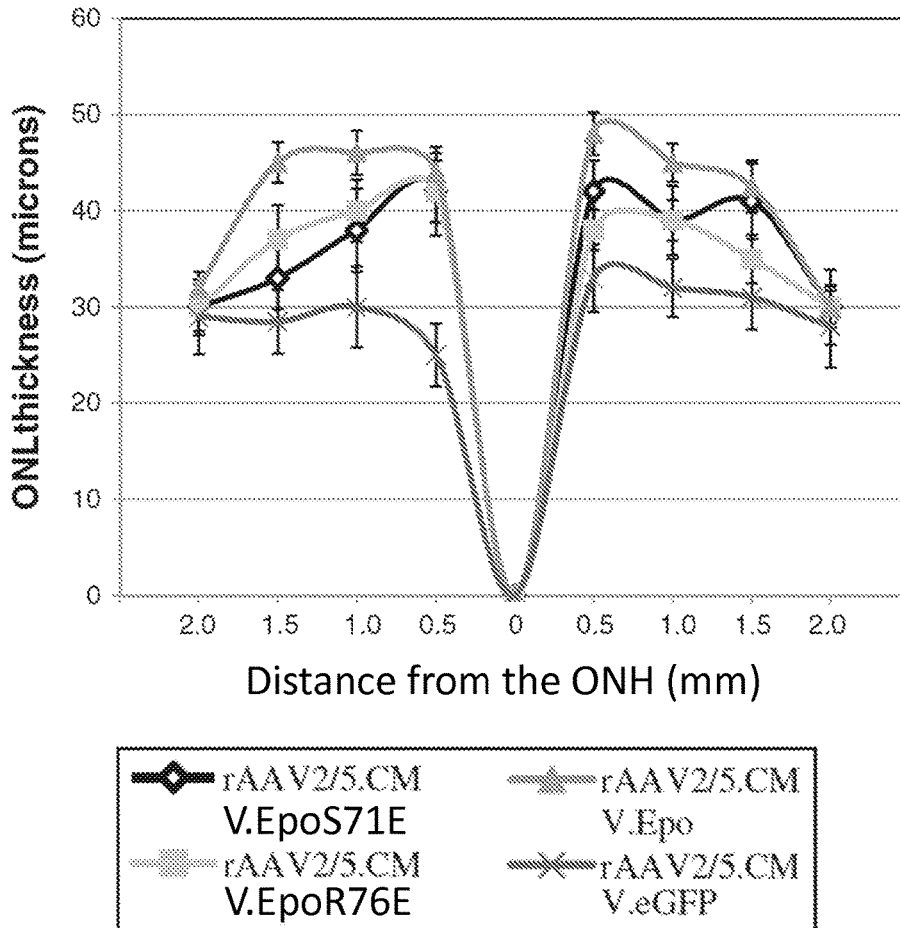 60
50
40
30
20
10
0
ONLthickness (microns)
2.0 1.5 1.0 0.5 0 0.5 1.0 1.5 2.0
Distance from the ONH (mm)
rAAV2/5.CM
V.EpoS71E
rAAV2/5.CM
V.Epo
rAAV2/5.CM
V.EpoR76E
rAAV2/5.CM
V.eGFP